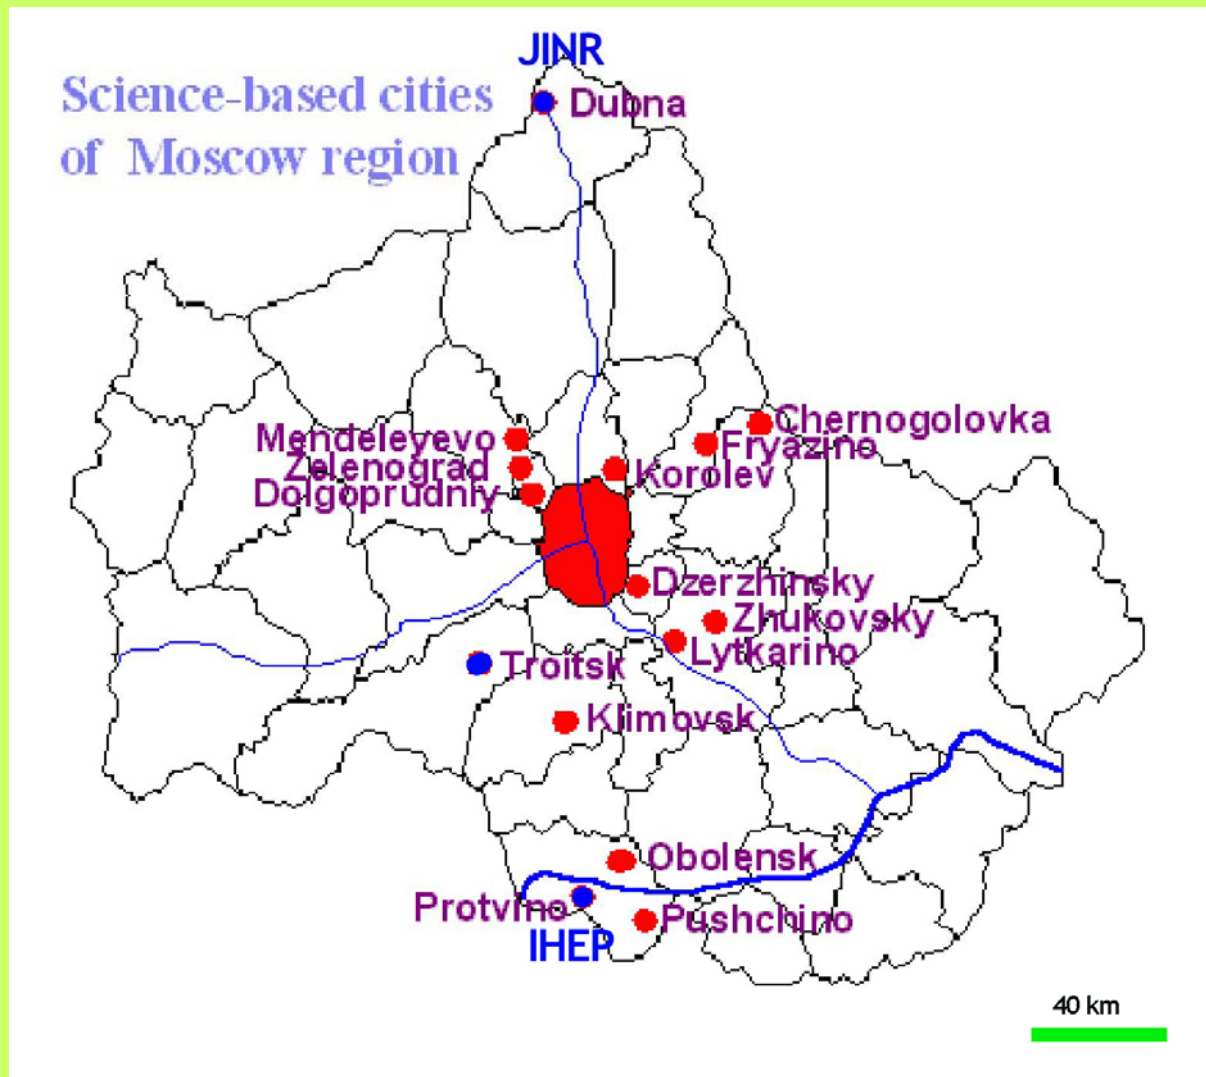 JINR
Science-based cities
of Moscow region
Dubna
Chernogolovka
Mendeleyevo
Fryazino
Zelenograd
Korolev
Dolgoprudniy
Dzerzhinsky
Zhukovsky
Lytkarino
Troitsk
Klimovsk
Obolensk
Protvino
Pushchino
IHEP
40 km